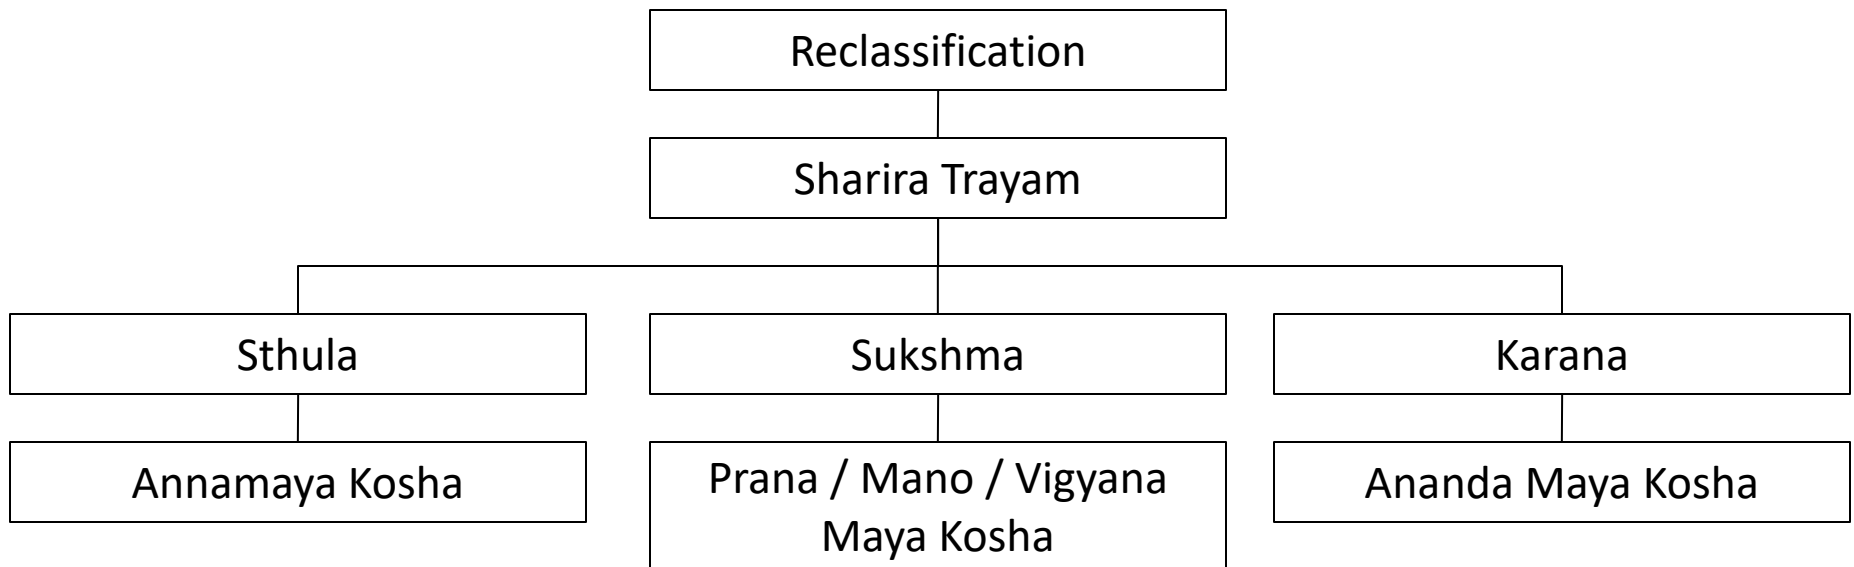 Reclassification
Sharira Trayam
Sthula
Sukshma
Karana
Annamaya Kosha
Prana / Mano / Vigyana
Maya Kosha
Ananda Maya Kosha